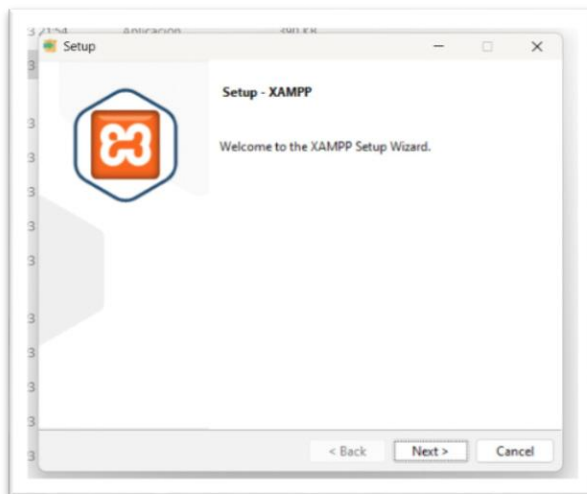 Setup
Setup - XAMPP
Welcome to the XAMPP Setup Wizard.
< Back Next > Cancel